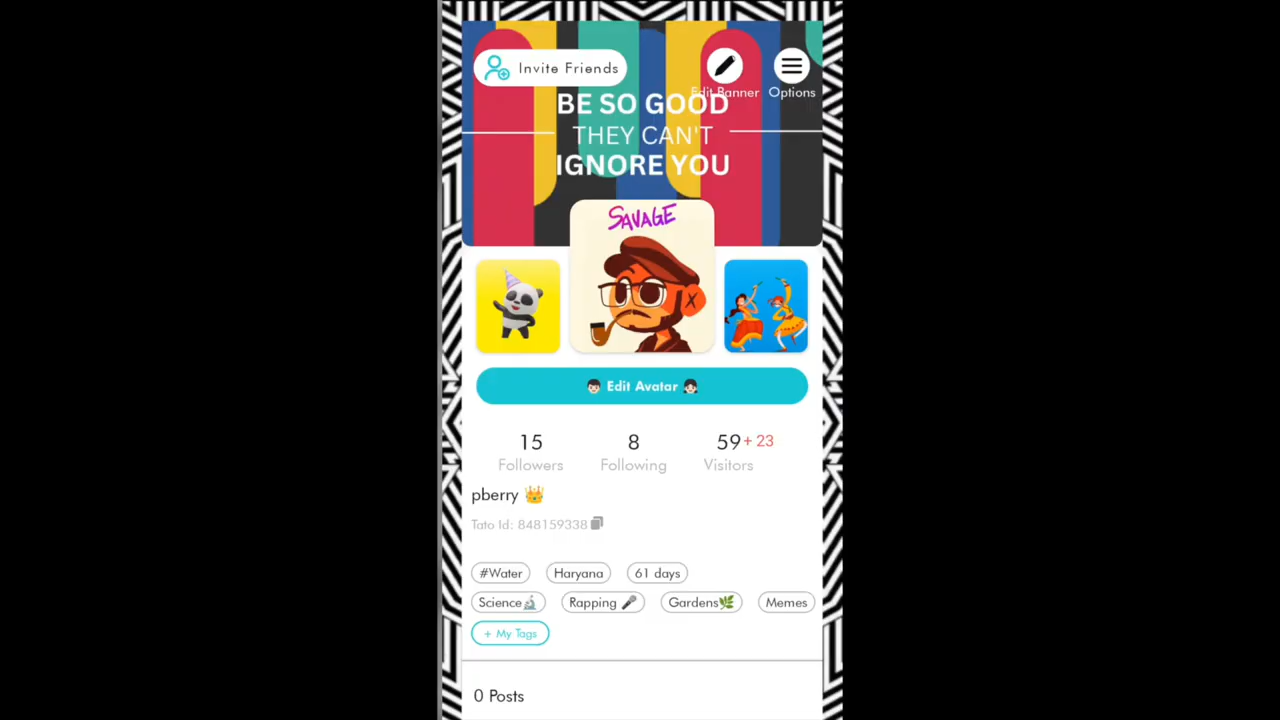 Invite Friends
Edit Banner
Options
BE SO GOOD
THEY CAN'T
IGNORE YOU
SAVAGE
Edit Avatar
15
8
59 + 23
Followers
Following
Visitors
pberry
Tato Id: 848159338
#Water
Haryana
61 days
Science
Rapping
Gardens
Memes
+ My Tags
0 Posts